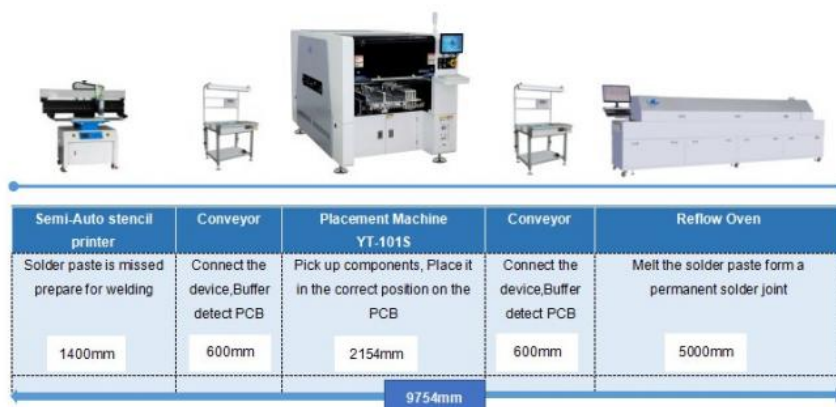 Semi-Auto stencil
printer
Conveyor
Placement Machine
YT-101S
Conveyor
Reflow Oven
Solder paste is missed
prepare for welding
Connect the
device,Buffer
detect PCB
Pick up components, Place it
in the correct position on the
PCB
Connect the
device,Buffer
detect PCB
Melt the solder paste form a
permanent solder joint
1400mm
600mm
2154mm
600mm
5000mm
9754mm